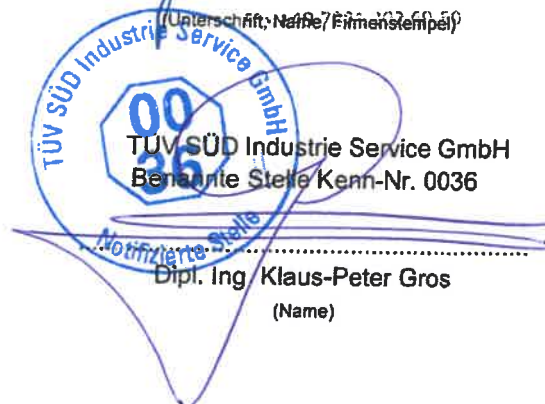 (Unterschrift, Name, Firmenstempel)
TÜV SÜD Industrie Service GmbH
00
36
Notifizierte Stelle
TÜV SÜD Industrie Service GmbH
Benannte Stelle Kenn-Nr. 0036
Dipl. Ing. Klaus-Peter Gros
(Name)